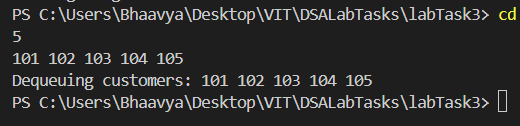 PS C:\Users\Bhaavya\Desktop\VIT\DSALabTasks\labTask3> cd
5
101 102 103 104 105
Dequeuing customers: 101 102 103 104 105
PS C:\Users\Bhaavya\Desktop\VIT\DSALabTasks\labTask3>